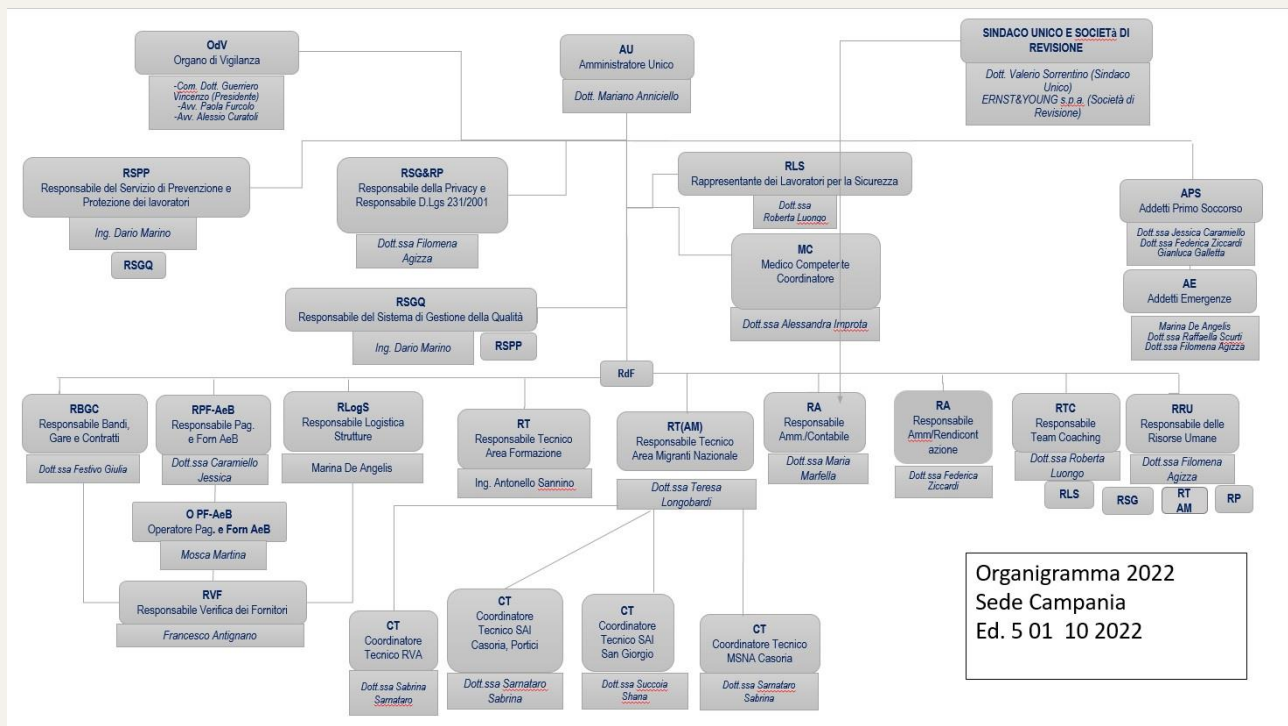 OdV
Organo di Vigilanza
-Com. Dott. Guerriero
Vincenzo (Presidente)
-Avv. Paola Furcolo
-Avv. Alessio Curatoli
AU
Amministratore Unico
Dott. Mariano Anniciello
SINDACO UNICO E SOCIETà DI
REVISIONE
Dott. Valerio Sorrentino (Sindaco
Unico)
ERNST&YOUNG s.p.a. (Società di
Revisione)
RSPP
Responsabile del Servizio di Prevenzione e
Protezione dei lavoratori
Ing. Dario Marino
RSGQ
RSG&RP
Responsabile della Privacy e
Responsabile D.Lgs 231/2001
Dott.ssa Filomena
Agizza
RLS
Rappresentante dei Lavoratori per la Sicurezza
Dott.ssa
Roberta Luongo
MC
Medico Competente
Coordinatore
Dott.ssa Alessandra Improta
APS
Addetti Primo Soccorso
Dott.ssa Jessica Caramiello
Dott.ssa Federica Ziccardi
Gianluca Galletta
AE
Addetti Emergenze
Marina De Angelis
Dott.ssa Raffaella Scurti
Dott.ssa Filomena Agizza
RSGQ
Responsabile del Sistema di Gestione della Qualità
Ing. Dario Marino
RSPP
RdF
RBGC
Responsabile Bandi,
Gare e Contratti
Dott.ssa Festivo Giulia
RPF-AeB
Responsabile Pag.
e Forn AeB
Dott.ssa Caramiello
Jessica
RLogS
Responsabile Logistica
Strutture
Marina De Angelis
RT
Responsabile Tecnico
Area Formazione
Ing. Antonello Sannino
RT(AM)
Responsabile Tecnico
Area Migranti Nazionale
Dott.ssa Teresa
Longobardi
RA
Responsabile
Amm./Contabile
Dott.ssa Maria
Marfella
RA
Responsabile
Amm/Rendicont
azione
Dott.ssa Federica
Ziccardi
RTC
Responsabile
Team Coaching
Dott.ssa Roberta
Luongo
RLS
RRU
Responsabile delle
Risorse Umane
Dott.ssa Filomena
Agizza
RSG
RT
AM
RP
O PF-AeB
Operatore Pag. e Forn AeB
Mosca Martina
RVF
Responsabile Verifica dei Fornitori
Francesco Antignano
CT
Coordinatore
Tecnico RVA
Dott.ssa Sabrina
Sarnataro
CT
Coordinatore
Tecnico SAI
Casoria, Portici
Dott.ssa Sarnataro
Sabrina
CT
Coordinatore
Tecnico SAI
San Giorgio
Dott.ssa Succoia
Shana
CT
Coordinatore Tecnico
MSNA Casoria
Dott.ssa Sarnataro
Sabrina
Organigramma 2022
Sede Campania
Ed. 5 01 10 2022